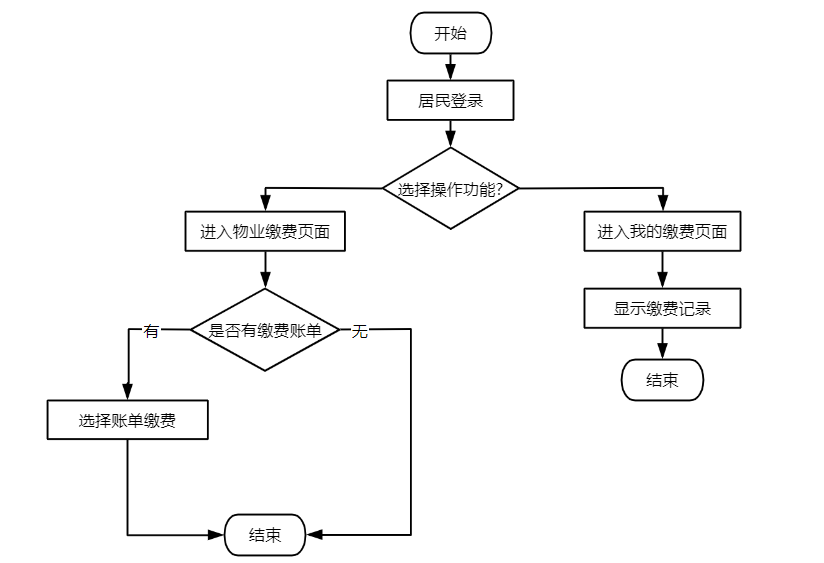 开始
居民登录
选择操作功能?
进入物业缴费页面
进入我的缴费页面
显示缴费记录
有
是否有缴费账单
无
结束
选择账单缴费
结束